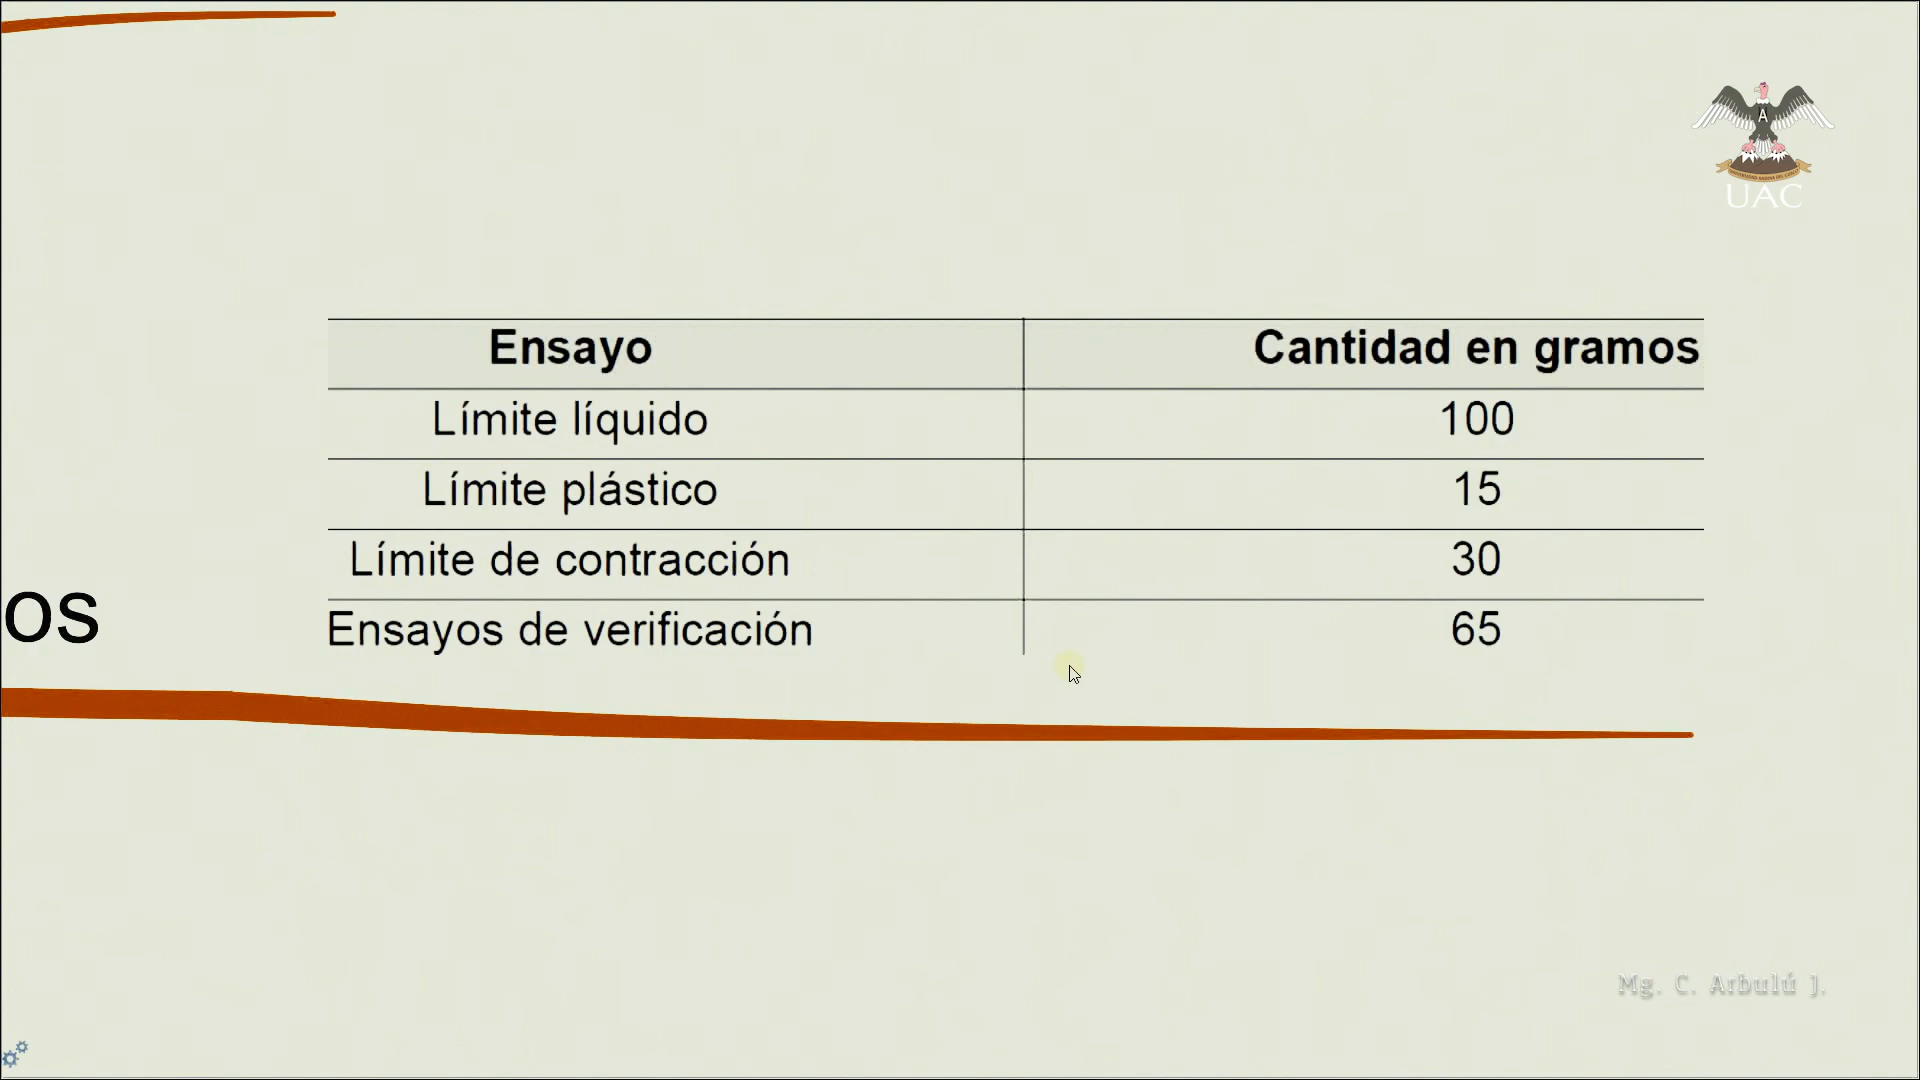 UAC
Ensayo Cantidad en gramos
Límite líquido 100
Límite plástico 15
Límite de contracción 30
os
Ensayos de verificación 65
Mg. C. Arbulú J.